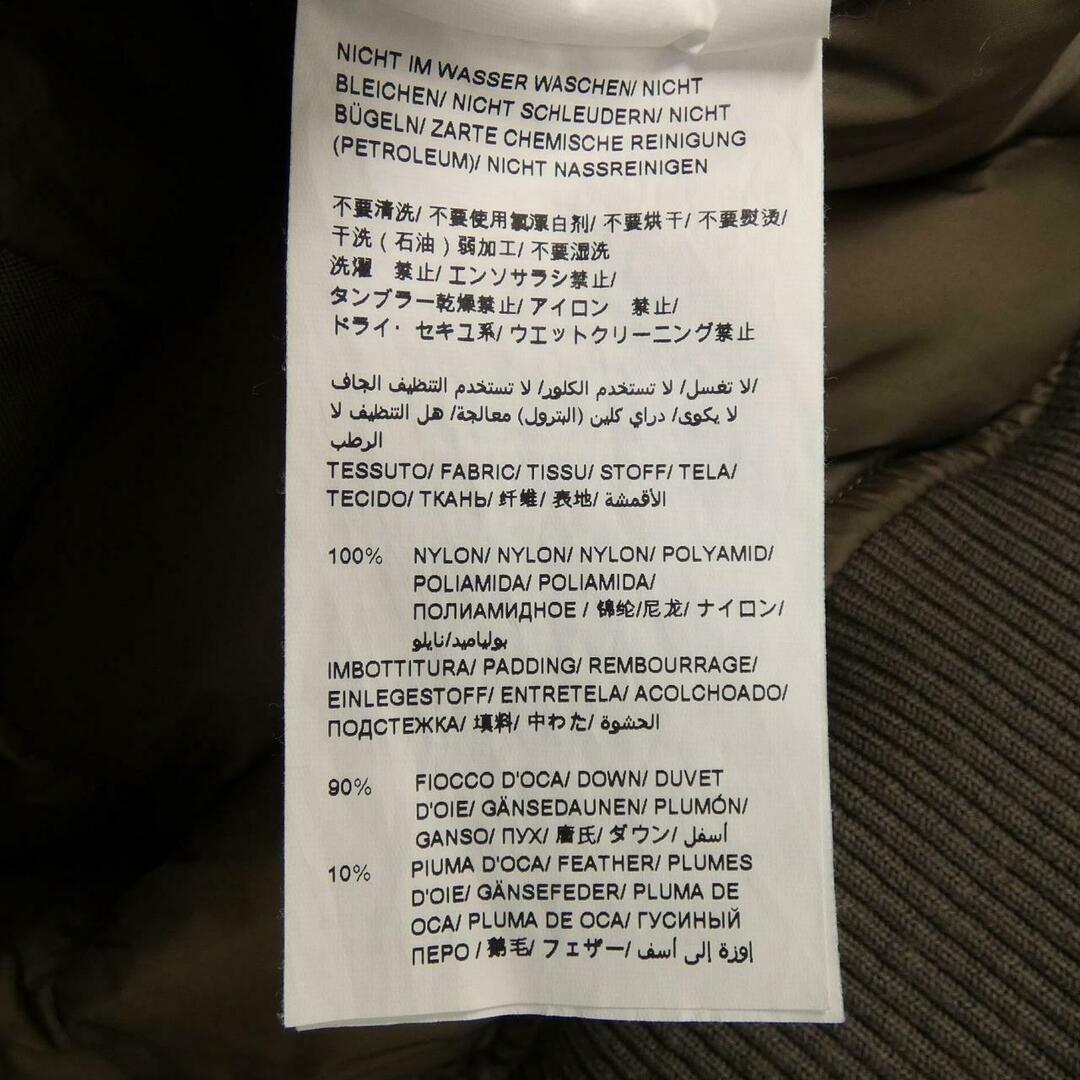 NICHT IM WASSER WASCHEN/ NICHT
BLEICHEN/ NICHT SCHLEUDERN/ NICHT
BÜGELN/ ZARTE CHEMISCHE REINIGUNG
(PETROLEUM)/ NICHT NASSREINIGEN
不要清洗/ 不要使用氯漂白剂/ 不要烘干/ 不要熨烫/
干洗（石油）弱加工/ 不要湿洗
洗濯　禁止/ エンソサラシ禁止/
タンブラー乾燥禁止/ アイロン　禁止/
ドライ・セキユ系/ ウエットクリーニング禁止
لا تغسل/ لا تستخدم الكلور/ لا تستخدم التنظيف الجاف/
لا يكوى/ دراي كلين (البترول) معالجة/ هل التنظيف لا
الرطب
TESSUTO/ FABRIC/ TISSU/ STOFF/ TELA/
TECIDO/ ТКАНЬ/ 纤维/ 表地/ الأقمشة
100% NYLON/ NYLON/ NYLON/ POLYAMID/
POLIAMIDA/ POLIAMIDA/
ПОЛИАМИДНОЕ / 锦纶/尼龙/ ナイロン/
بولياميد/نايلو
IMBOTTITURA/ PADDING/ REMBOURRAGE/
EINLEGESTOFF/ ENTRETELA/ ACOLCHOADO/
ПОДСТЕЖКА/ 填料/ 中わた/ الحشوة
90% FIOCCO D'OCA/ DOWN/ DUVET
D'OIE/ GÄNSEDAUNEN/ PLUMÓN/
GANSO/ ПУХ/ 唐氏/ ダウン/ أسفل
10% PIUMA D'OCA/ FEATHER/ PLUMES
D'OIE/ GÄNSEFEDER/ PLUMA DE
OCA/ PLUMA DE OCA/ ГУСИНЫЙ
ПЕРО / 鹅毛/ フェザー/ إوزة إلى أسف